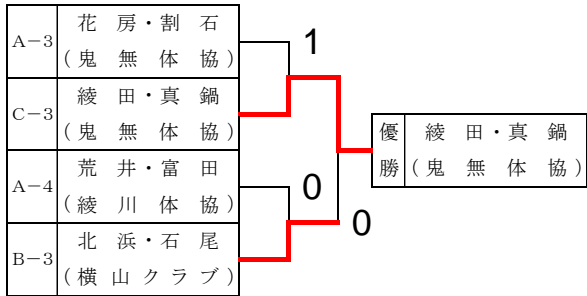 A-3 花房・割石
(鬼無体協)
1
C-3 綾田・真鍋
(鬼無体協)
優勝 綾田・真鍋
(鬼無体協)
A-4 荒井・富田
(綾川体協)
0
0
B-3 北浜・石尾
(横山クラブ)